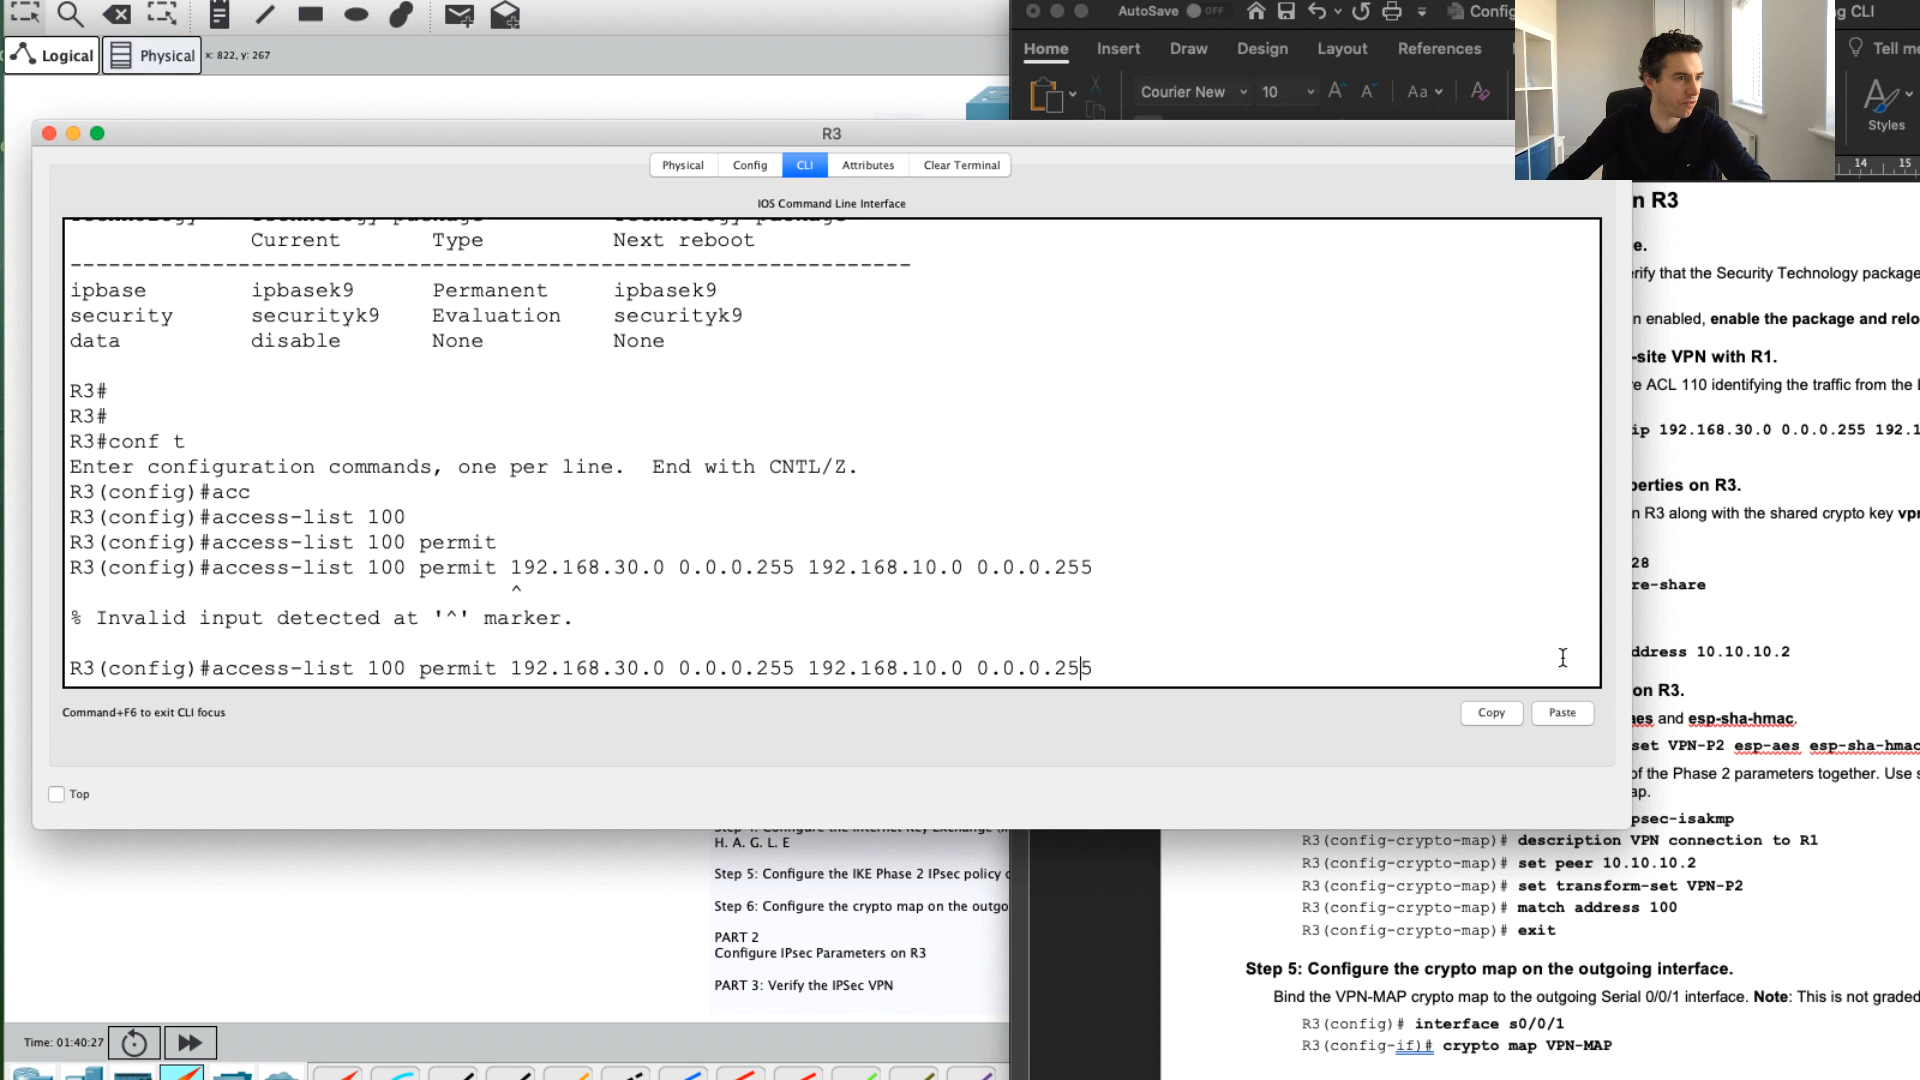 AutoSave OFF
Config
g CLI
Logical
Physical
x: 822, y: 267
Home Insert Draw Design Layout References
Tell me
Courier New 10
Aa
Styles
14 15
R3
Physical Config CLI Attributes Clear Terminal
IOS Command Line Interface
Technology Technology-package Technology-package
Current Type Next reboot
-----------------------------------------------------------------
ipbase ipbasek9 Permanent ipbasek9
security securityk9 Evaluation securityk9
data disable None None
R3#
R3#
R3#conf t
Enter configuration commands, one per line. End with CNTL/Z.
R3(config)#acc
R3(config)#access-list 100
R3(config)#access-list 100 permit
R3(config)#access-list 100 permit 192.168.30.0 0.0.0.255 192.168.10.0 0.0.0.255
^
% Invalid input detected at '^' marker.
R3(config)#access-list 100 permit 192.168.30.0 0.0.0.255 192.168.10.0 0.0.0.255
Command+F6 to exit CLI focus
Copy
Paste
Top
n R3
e.
erify that the Security Technology package
n enabled, enable the package and relo
-site VPN with R1.
e ACL 110 identifying the traffic from the
ip 192.168.30.0 0.0.0.255 192.1
perties on R3.
n R3 along with the shared crypto key vpn
28
re-share
ddress 10.10.10.2
on R3.
aes and esp-sha-hmac.
set VPN-P2 esp-aes esp-sha-hmac
of the Phase 2 parameters together. Use s
ap.
psec-isakmp
R3(config-crypto-map)# description VPN connection to R1
R3(config-crypto-map)# set peer 10.10.10.2
R3(config-crypto-map)# set transform-set VPN-P2
R3(config-crypto-map)# match address 100
R3(config-crypto-map)# exit
Step 5: Configure the crypto map on the outgoing interface.
Bind the VPN-MAP crypto map to the outgoing Serial 0/0/1 interface. Note: This is not graded
R3(config)# interface s0/0/1
R3(config-if)# crypto map VPN-MAP
H. A. G. L. E
Step 5: Configure the IKE Phase 2 IPsec policy o
Step 6: Configure the crypto map on the outgo
PART 2
Configure IPsec Parameters on R3
PART 3: Verify the IPSec VPN
Time: 01:40:27